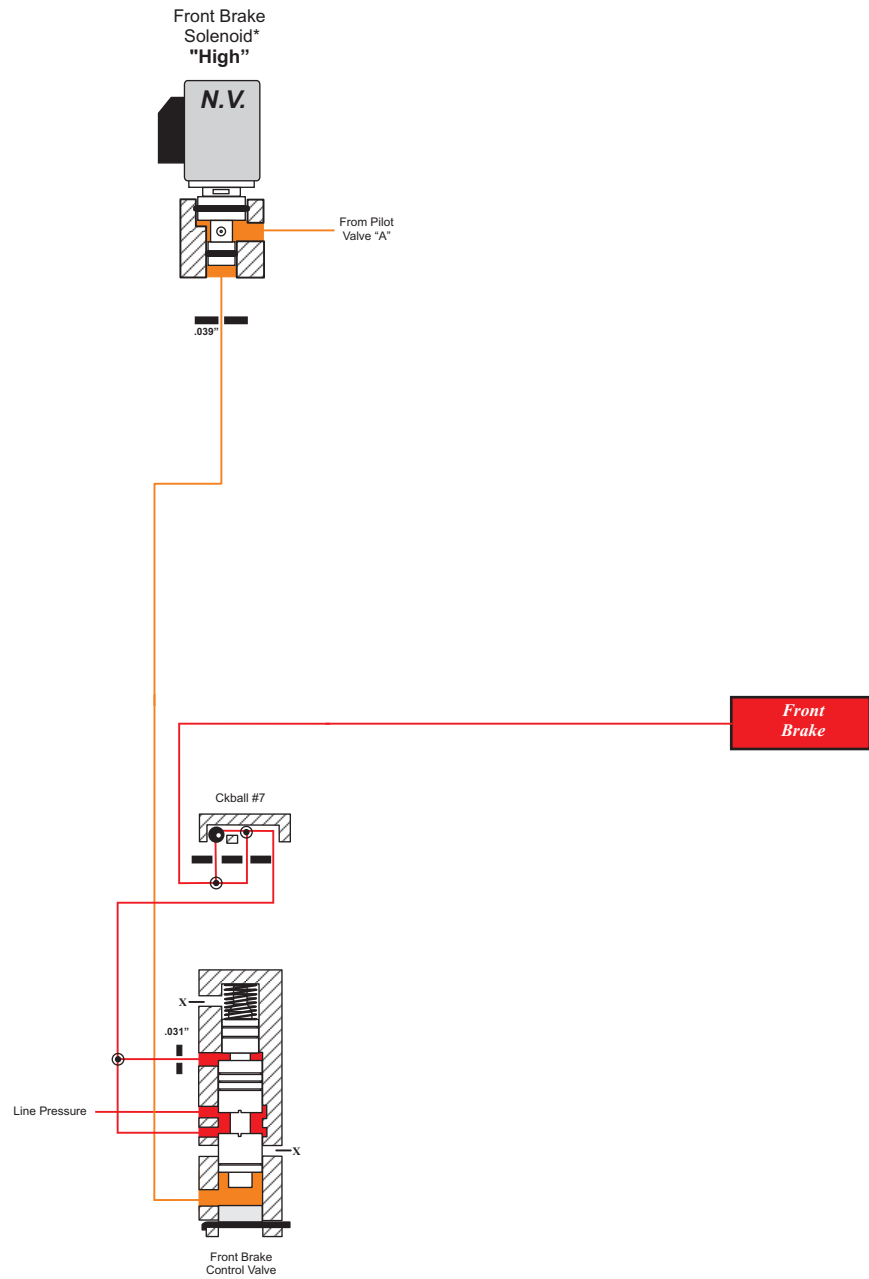 Front Brake
Solenoid*
"High”
N.V.
From Pilot
Valve “A”
.039”
Front
Brake
Ckball #7
X
.031”
Line Pressure
X
Front Brake
Control Valve